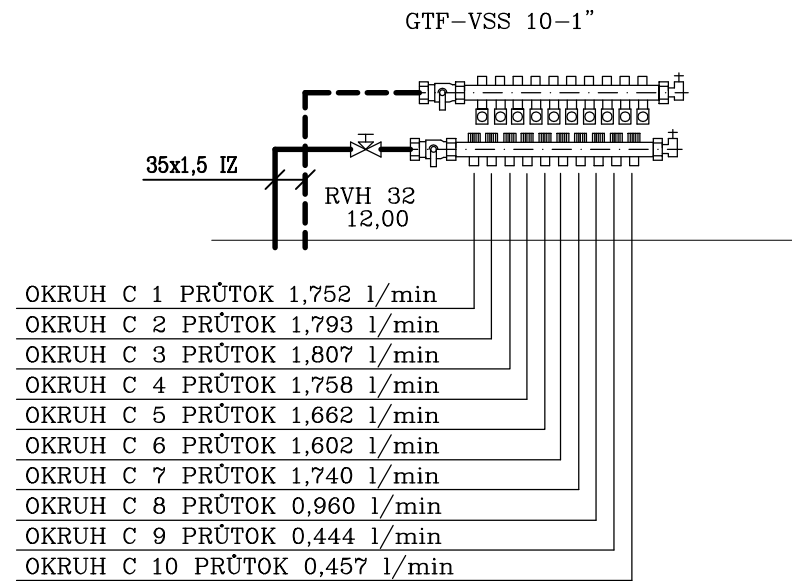 GTF-VSS 10-1"
35x1,5 IZ
RVH 32
12,00
OKRUH C 1 PRŮTOK 1,752 l/min
OKRUH C 2 PRŮTOK 1,793 l/min
OKRUH C 3 PRŮTOK 1,807 l/min
OKRUH C 4 PRŮTOK 1,758 l/min
OKRUH C 5 PRŮTOK 1,662 l/min
OKRUH C 6 PRŮTOK 1,602 l/min
OKRUH C 7 PRŮTOK 1,740 l/min
OKRUH C 8 PRŮTOK 0,960 l/min
OKRUH C 9 PRŮTOK 0,444 l/min
OKRUH C 10 PRŮTOK 0,457 l/min